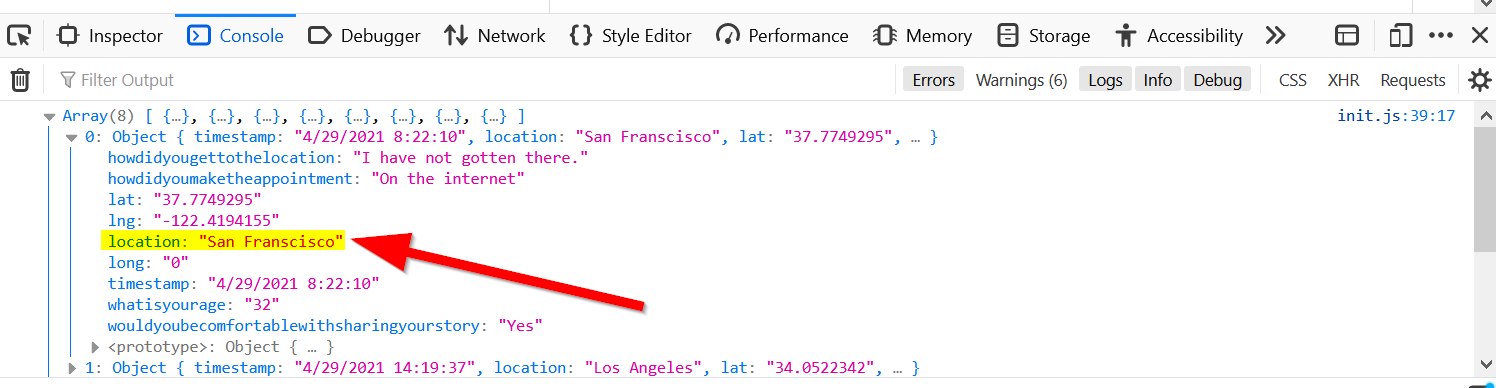 Inspector Console Debugger Network Style Editor Performance Memory Storage Accessibility
Filter Output Errors Warnings (6) Logs Info Debug CSS XHR Requests
Array(8) [ {…}, {…}, {…}, {…}, {…}, {…}, {…}, {…} ] init.js:39:17
0: Object { timestamp: "4/29/2021 8:22:10", location: "San Franscisco", lat: "37.7749295", … }
howdidyougettothelocation: "I have not gotten there."
howdidyoumaketheappointment: "On the internet"
lat: "37.7749295"
lng: "-122.4194155"
location: "San Franscisco"
long: "0"
timestamp: "4/29/2021 8:22:10"
whatisyourage: "32"
wouldyoubecomfortablewithsharingyourstory: "Yes"
<prototype>: Object { … }
1: Object { timestamp: "4/29/2021 14:19:37", location: "Los Angeles", lat: "34.0522342", … }